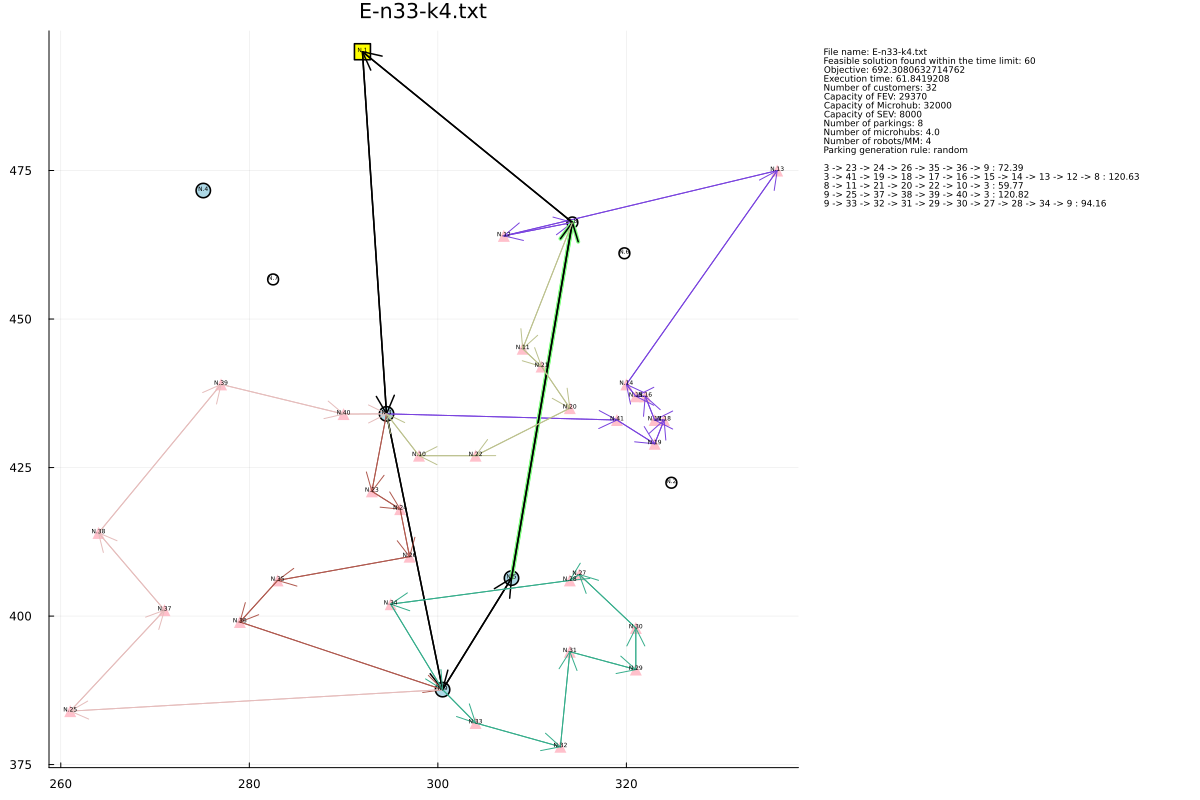 E-n33-k4.txt
N.1
File name: E-n33-k4.txt
Feasible solution found within the time limit: 60
Objective: 692.3080632714762
Execution time: 61.8419208
Number of customers: 32
Capacity of FEV: 29370
Capacity of Microhub: 32000
Capacity of SEV: 8000
Number of parkings: 8
Number of microhubs: 4.0
Number of robots/MM: 4
Parking generation rule: random
3 -> 23 -> 24 -> 26 -> 35 -> 36 -> 9 : 72.39
3 -> 41 -> 19 -> 18 -> 17 -> 16 -> 15 -> 14 -> 13 -> 12 -> 8 : 120.63
8 -> 11 -> 21 -> 20 -> 22 -> 10 -> 3 : 59.77
9 -> 25 -> 37 -> 38 -> 39 -> 40 -> 3 : 120.82
9 -> 33 -> 32 -> 31 -> 29 -> 30 -> 27 -> 28 -> 34 -> 9 : 94.16
475
N.13
N.4
N.12
450
N.11
N.21
N.39
N.14
N.16
N.20
N.40
N.41
N.18
N.19
N.10
N.22
425
N.23
N.24
N.38
N.26
N.35
N.28
N.27
N.34
400
N.37
N.36
N.30
N.31
N.29
N.25
N.33
N.32
375
260
280
300
320